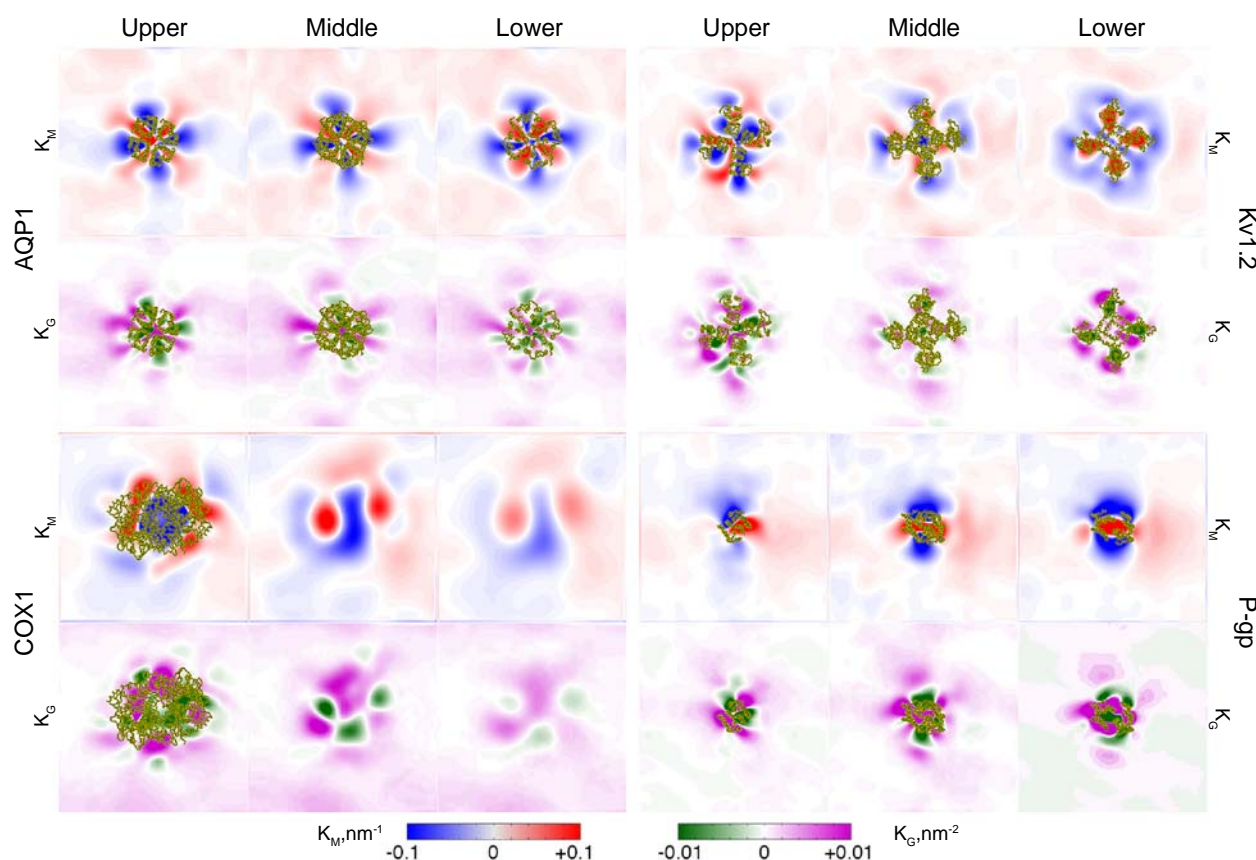 Upper Middle Lower Upper Middle Lower
K_M K_M
AQP1 Kv1.2
K_G K_G
K_M K_M
COX1 P-gp
K_G K_G
K_M,nm⁻¹ K_G,nm⁻²
-0.1 0 +0.1 -0.01 0 +0.01